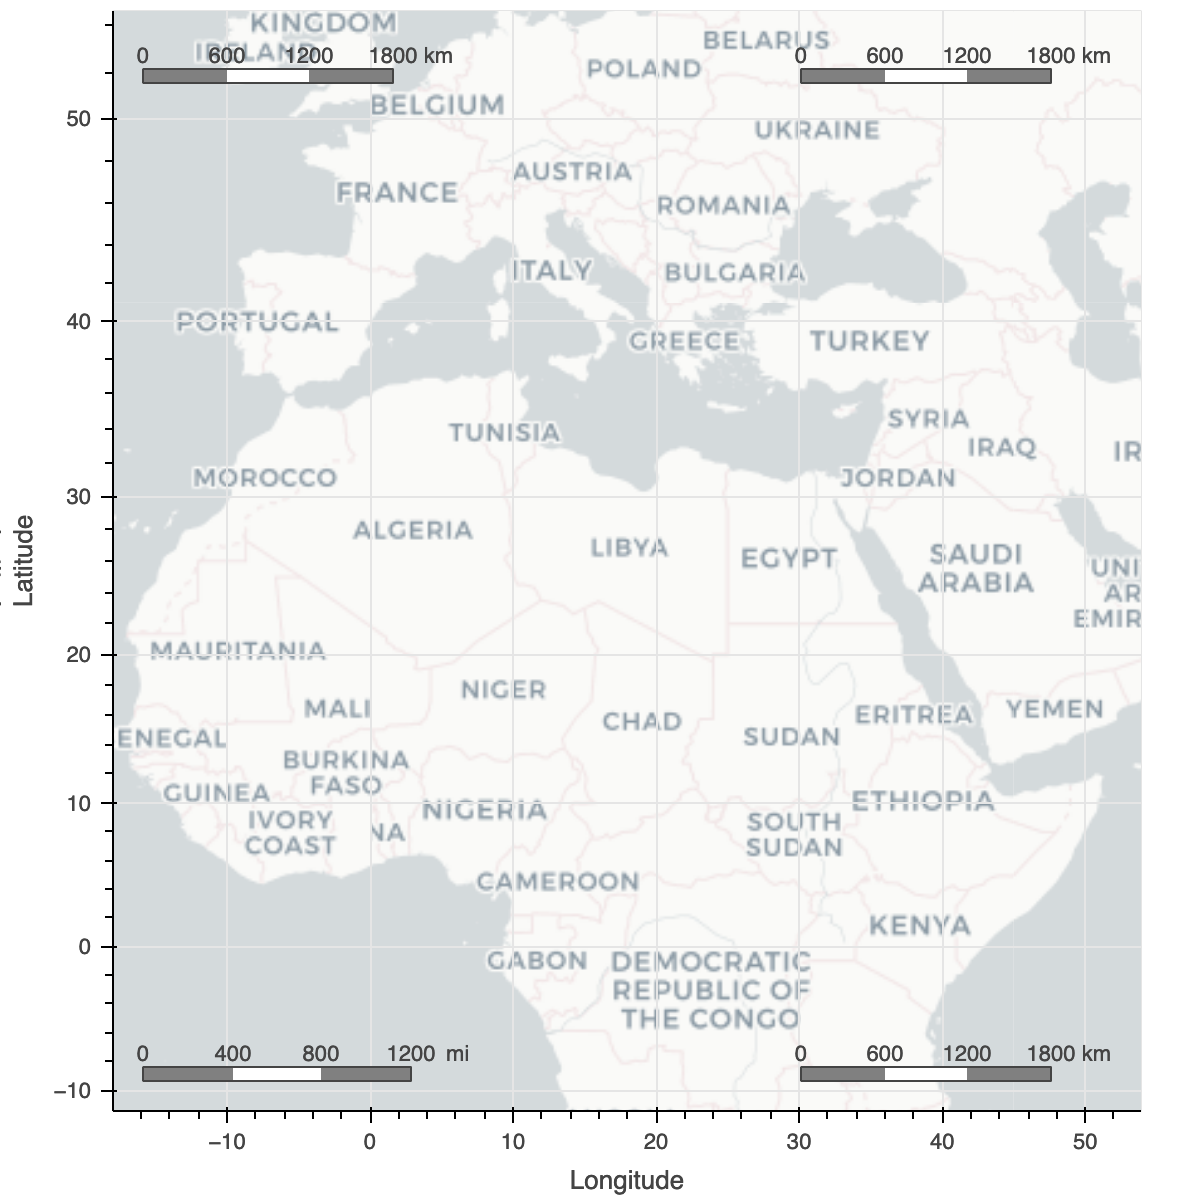 KINGDOM
IRELAND
0 600 1200 1800 km
BELARUS
0 600 1200 1800 km
POLAND
BELGIUM
50
UKRAINE
AUSTRIA
FRANCE
ROMANIA
ITALY
BULGARIA
PORTUGAL
40
GREECE
TURKEY
SYRIA
TUNISIA
IRAQ
IR
MOROCCO
JORDAN
30
ALGERIA
LIBYA
EGYPT
SAUDI
ARABIA
UNI
AR
EMIR
Latitude
MAURITANIA
20
NIGER
MALI
CHAD
ERITREA
YEMEN
ENEGAL
SUDAN
BURKINA
FASO
GUINEA
10
NIGERIA
ETHIOPIA
IVORY
COAST
NA
SOUTH
SUDAN
CAMEROON
KENYA
0
GABON
DEMOCRATIC
REPUBLIC OF
THE CONGO
0 400 800 1200 mi
0 600 1200 1800 km
−10
−10 0 10 20 30 40 50
Longitude